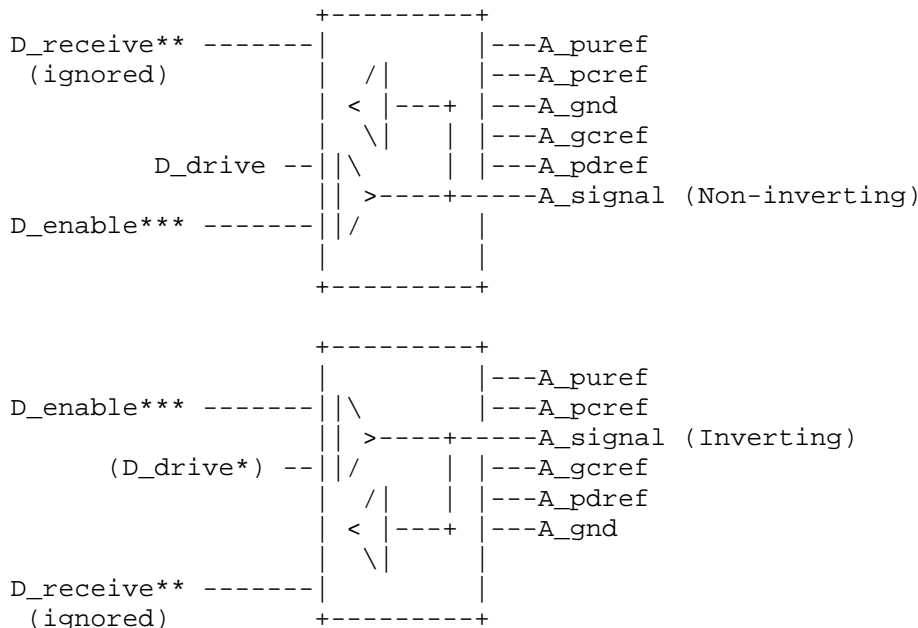 +---------+
D_receive** -------|         |---A_puref
 (ignored)         |  /|     |---A_pcref
                   | <  |---+ |---A_gnd
                   |  \|   | |---A_gcref
         D_drive --||\     | |---A_pdref
                   || >----+-----A_signal (Non-inverting)
D_enable*** -------||/       |
                   |         |
                   +---------+
                   +---------+
                   |         |---A_puref
D_enable*** -------||\       |---A_pcref
                   || >----+-----A_signal (Inverting)
      (D_drive*) --||/     | |---A_gcref
                   |  /|   | |---A_pdref
                   | <  |---+ |---A_gnd
                   |  \|     |
D_receive** -------|         |
 (ignored)         +---------+